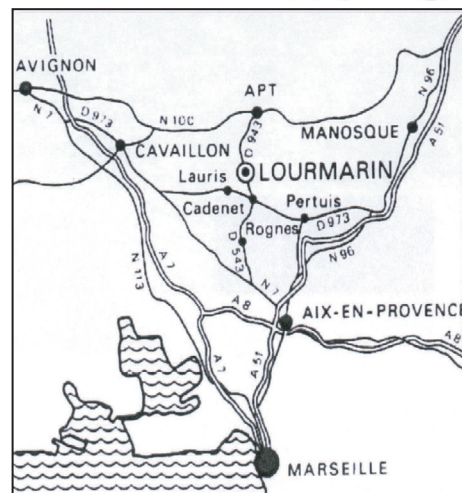 AVIGNON
N 7
D 973
N 100
APT
N 96
A 51
MANOSQUE
CAVAILLON
D 943
LOURMARIN
Lauris
Cadenet
Pertuis
D 973
Rognes
D 543
N 96
N 113
A 7
N 7
A 8
AIX-EN-PROVENCE
A 8
A 7
A 51
MARSEILLE